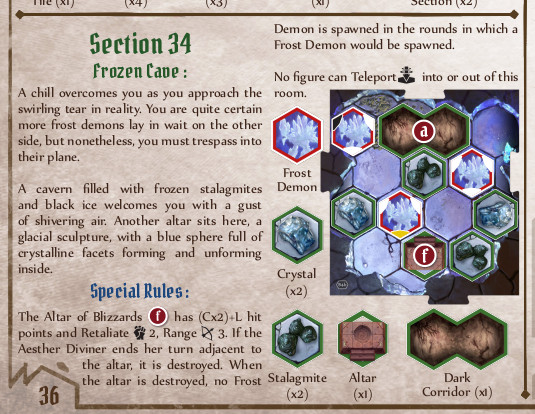 Tile (x1) (x4) (x3) (x1) Section (x2)
Section 34
Frozen Cave :
A chill overcomes you as you approach the
swirling tear in reality. You are quite certain
more frost demons lay in wait on the other
side, but nonetheless, you must trespass into
their plane.
A cavern filled with frozen stalagmites
and black ice welcomes you with a gust
of shivering air. Another altar sits here, a
glacial sculpture, with a blue sphere full of
crystalline facets forming and unforming
inside.
Special Rules :
The Altar of Blizzards f has (Cx2)+L hit
points and Retaliate 2, Range 3. If the
Aesther Diviner ends her turn adjacent to
the altar, it is destroyed. When
the altar is destroyed, no Frost
36
Demon is spawned in the rounds in which a
Frost Demon would be spawned.
No figure can Teleport into or out of this
room.
Frost
Demon
a
f
Crystal
(x2)
Stalagmite
(x2)
Altar
(x1)
Dark
Corridor (x1)